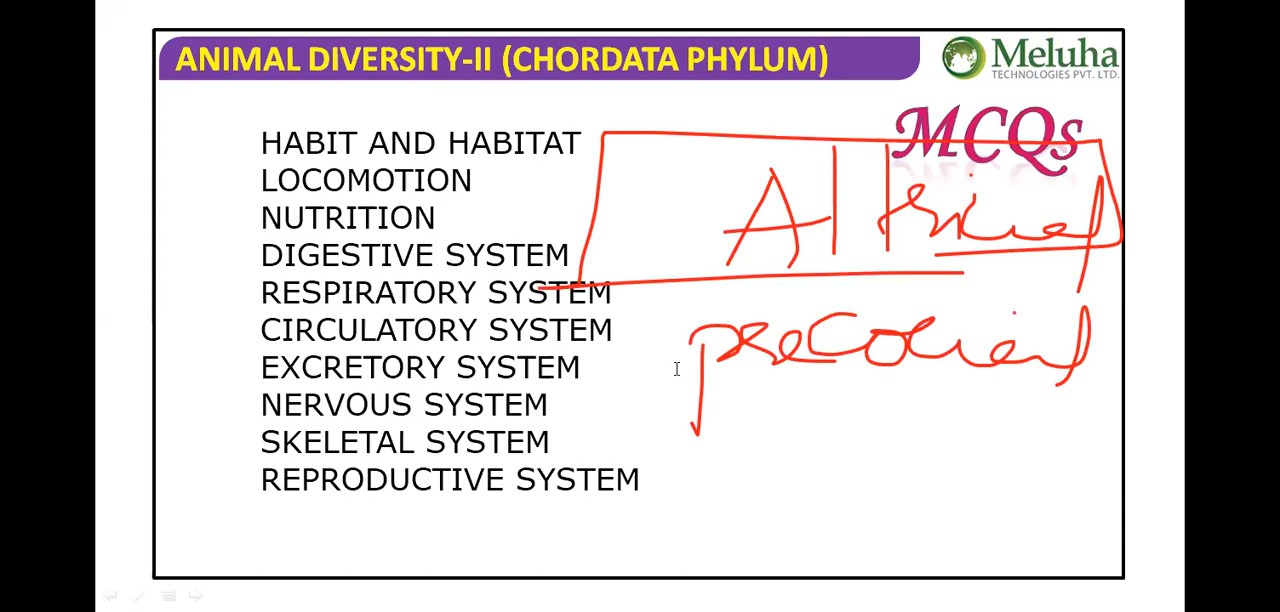 ANIMAL DIVERSITY-II (CHORDATA PHYLUM)
Meluha
TECHNOLOGIES PVT. LTD.
MCQs
HABIT AND HABITAT
LOCOMOTION
NUTRITION
DIGESTIVE SYSTEM
RESPIRATORY SYSTEM
CIRCULATORY SYSTEM
EXCRETORY SYSTEM
NERVOUS SYSTEM
SKELETAL SYSTEM
REPRODUCTIVE SYSTEM